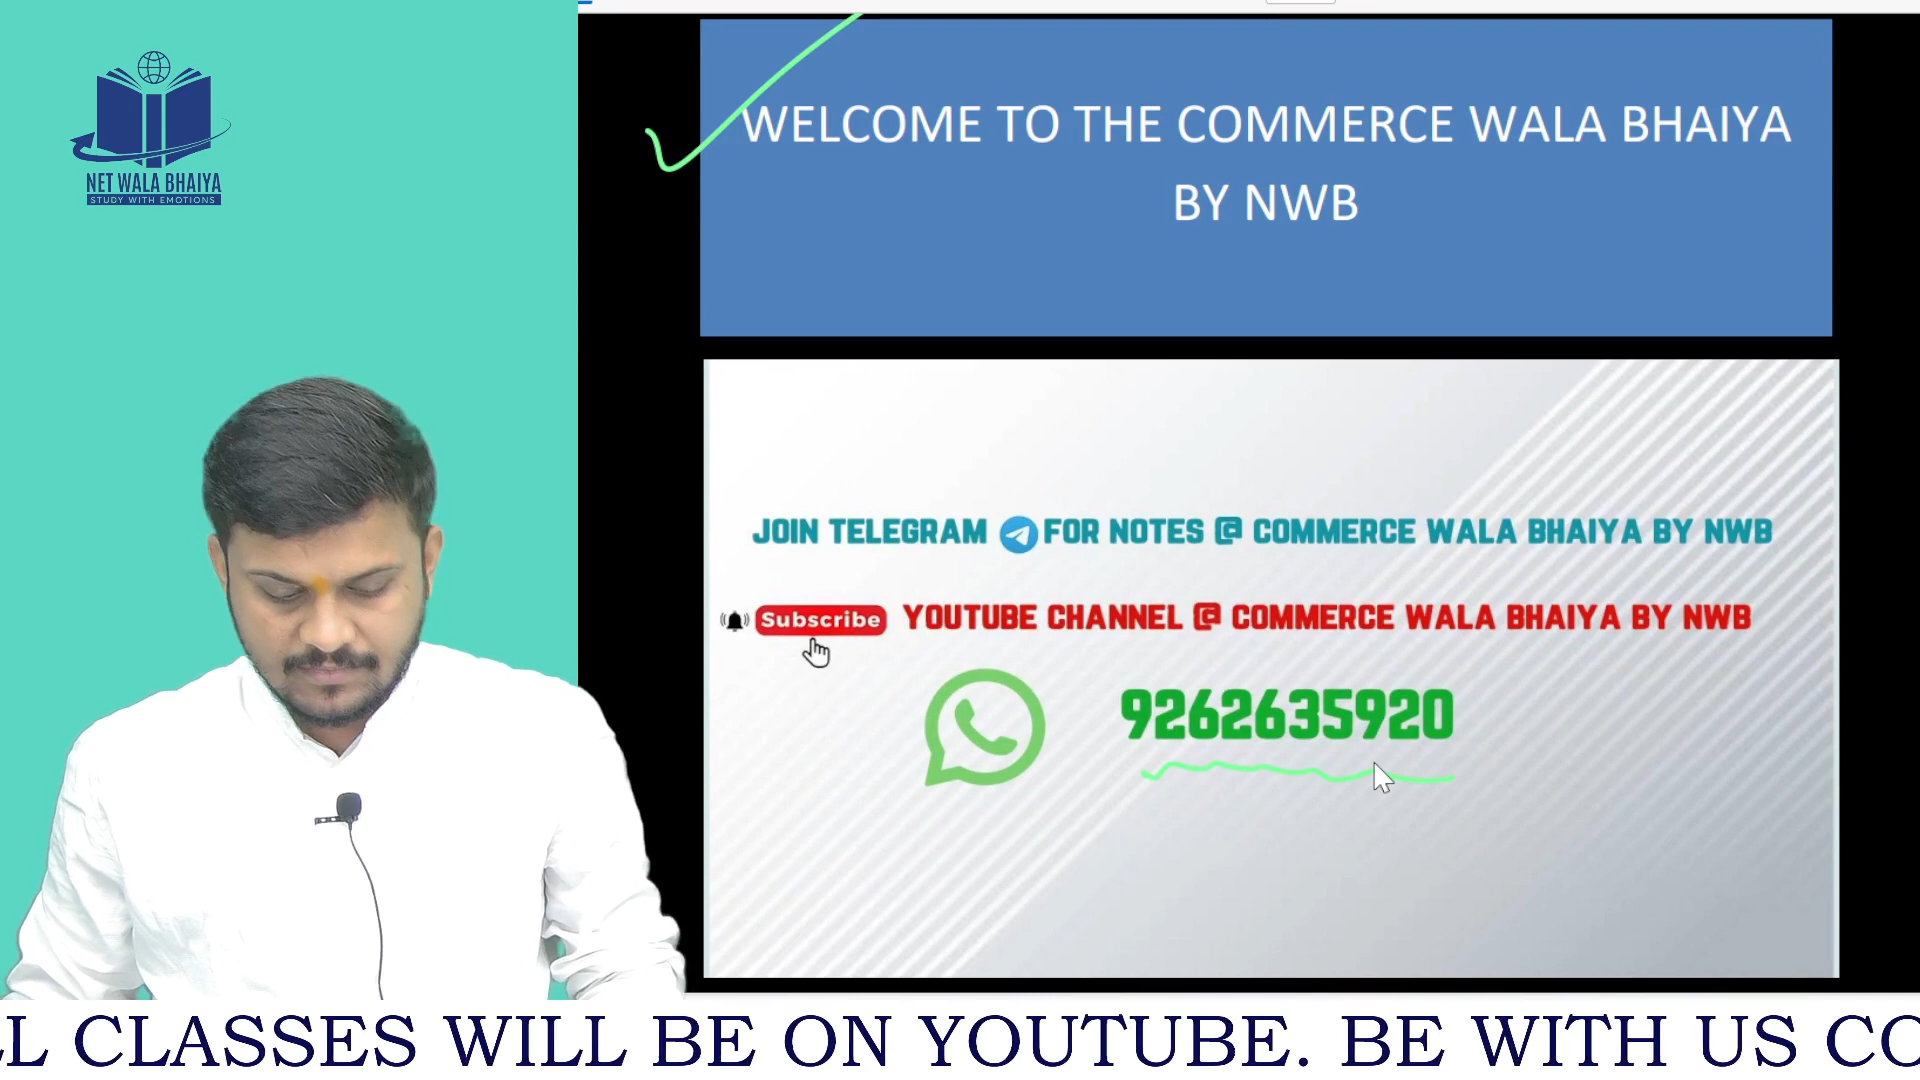 NET WALA BHAIYA
STUDY WITH EMOTIONS
WELCOME TO THE COMMERCE WALA BHAIYA
BY NWB
JOIN TELEGRAM FOR NOTES @ COMMERCE WALA BHAIYA BY NWB
Subscribe YOUTUBE CHANNEL @ COMMERCE WALA BHAIYA BY NWB
9262635920
CLASSES WILL BE ON YOUTUBE. BE WITH US